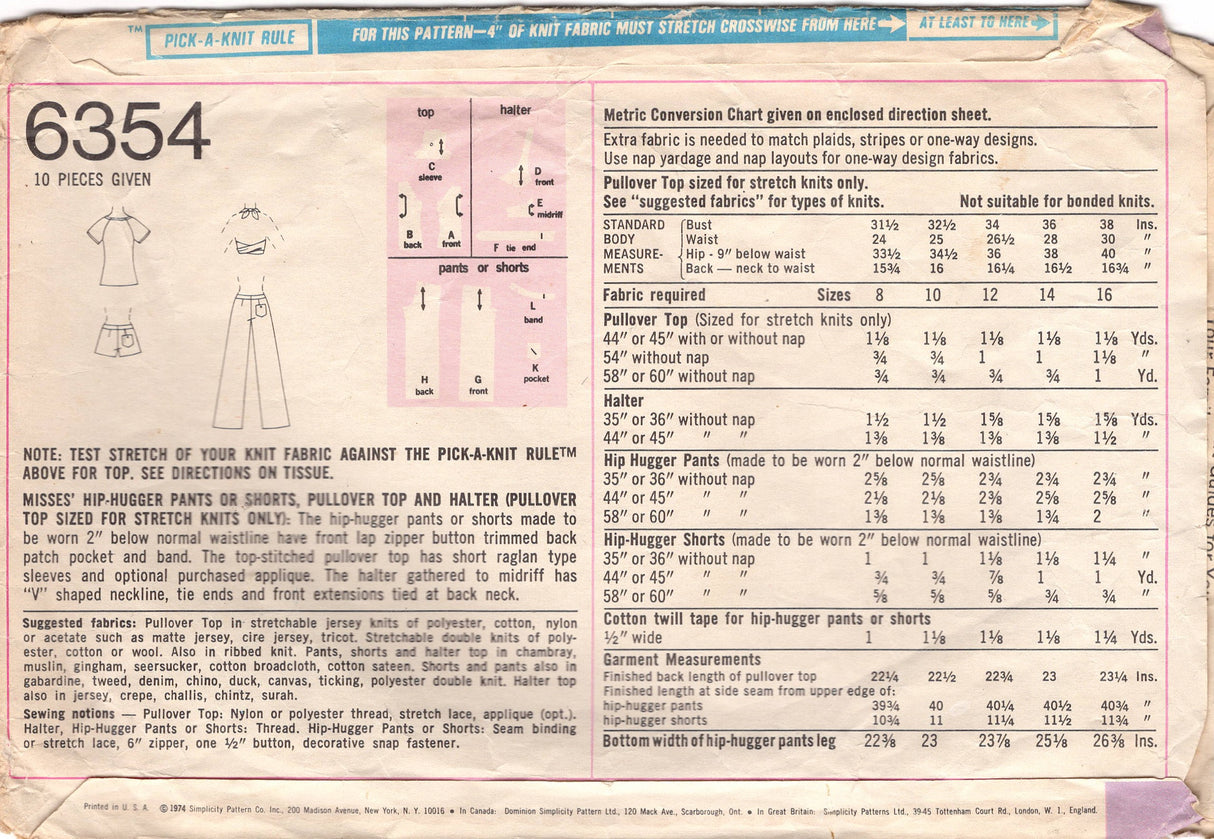 ™ PICK-A-KNIT RULE FOR THIS PATTERN—4" OF KNIT FABRIC MUST STRETCH CROSSWISE FROM HERE AT LEAST TO HERE
6354
10 PIECES GIVEN
top halter
C
sleeve
D
front
E
midriff
B
back
A
front
F tie end
pants or shorts
L
band
K
pocket
H
back
G
front
NOTE: TEST STRETCH OF YOUR KNIT FABRIC AGAINST THE PICK-A-KNIT RULE™
ABOVE FOR TOP. SEE DIRECTIONS ON TISSUE.
MISSES' HIP-HUGGER PANTS OR SHORTS, PULLOVER TOP AND HALTER (PULLOVER
TOP SIZED FOR STRETCH KNITS ONLY): The hip-hugger pants or shorts made to
be worn 2" below normal waistline have front lap zipper button trimmed back
patch pocket and band. The top-stitched pullover top has short raglan type
sleeves and optional purchased applique. The halter gathered to midriff has
"V" shaped neckline, tie ends and front extensions tied at back neck.
Suggested fabrics: Pullover Top in stretchable jersey knits of polyester, cotton, nylon
or acetate such as matte jersey, cire jersey, tricot. Stretchable double knits of poly-
ester, cotton or wool. Also in ribbed knit. Pants, shorts and halter top in chambray,
muslin, gingham, seersucker, cotton broadcloth, cotton sateen. Shorts and pants also in
gabardine, tweed, denim, chino, duck, canvas, ticking, polyester double knit. Halter top
also in jersey, crepe, challis, chintz, surah.
Sewing notions — Pullover Top: Nylon or polyester thread, stretch lace, applique (opt.).
Halter, Hip-Hugger Pants or Shorts: Thread. Hip-Hugger Pants or Shorts: Seam binding
or stretch lace, 6" zipper, one ½" button, decorative snap fastener.
Metric Conversion Chart given on enclosed direction sheet.
Extra fabric is needed to match plaids, stripes or one-way designs.
Use nap yardage and nap layouts for one-way design fabrics.
Pullover Top sized for stretch knits only.
See "suggested fabrics" for types of knits. Not suitable for bonded knits.
STANDARD Bust 31½ 32½ 34 36 38 Ins.
BODY Waist 24 25 26½ 28 30 "
MEASURE- Hip - 9" below waist 33½ 34½ 36 38 40 "
MENTS Back — neck to waist 15¾ 16 16¼ 16½ 16¾ "
Fabric required Sizes 8 10 12 14 16
Pullover Top (Sized for stretch knits only)
44" or 45" with or without nap 1⅛ 1⅛ 1⅛ 1⅛ 1⅛ Yds.
54" without nap ¾ ¾ 1 1 1⅛ "
58" or 60" without nap ¾ ¾ ¾ ¾ 1 Yd.
Halter
35" or 36" without nap 1½ 1½ 1⅝ 1⅝ 1⅝ Yds.
44" or 45" " " 1⅜ 1⅜ 1⅜ 1⅜ 1½ "
Hip Hugger Pants (made to be worn 2" below normal waistline)
35" or 36" without nap 2⅝ 2⅝ 2¾ 2¾ 2¾ "
44" or 45" " " 2⅛ 2⅛ 2⅜ 2⅝ 2⅝ "
58" or 60" " " 1⅜ 1⅜ 1⅜ 1¾ 2 "
Hip-Hugger Shorts (made to be worn 2" below normal waistline)
35" or 36" without nap 1 1 1⅛ 1⅛ 1¼ "
44" or 45" " " ¾ ¾ ⅞ 1 1 Yd.
58" or 60" " " ⅝ ⅝ ⅝ ¾ ¾ "
Cotton twill tape for hip-hugger pants or shorts
½" wide 1 1⅛ 1⅛ 1⅛ 1¼ Yds.
Garment Measurements
Finished back length of pullover top 22¼ 22½ 22¾ 23 23¼ Ins.
Finished length at side seam from upper edge of:
hip-hugger pants 39¾ 40 40¼ 40½ 40¾ "
hip-hugger shorts 10¾ 11 11¼ 11½ 11¾ "
Bottom width of hip-hugger pants leg 22⅜ 23 23⅞ 25⅛ 26⅜ Ins.
Printed in U. S. A. © 1974 Simplicity Pattern Co. Inc., 200 Madison Avenue, New York, N. Y. 10016 • In Canada: Dominion Simplicity Pattern Ltd., 120 Mack Ave., Scarborough, Ont. • In Great Britain: Simplicity Patterns Ltd., 39-45 Tottenham Court Rd., London, W. 1., England.